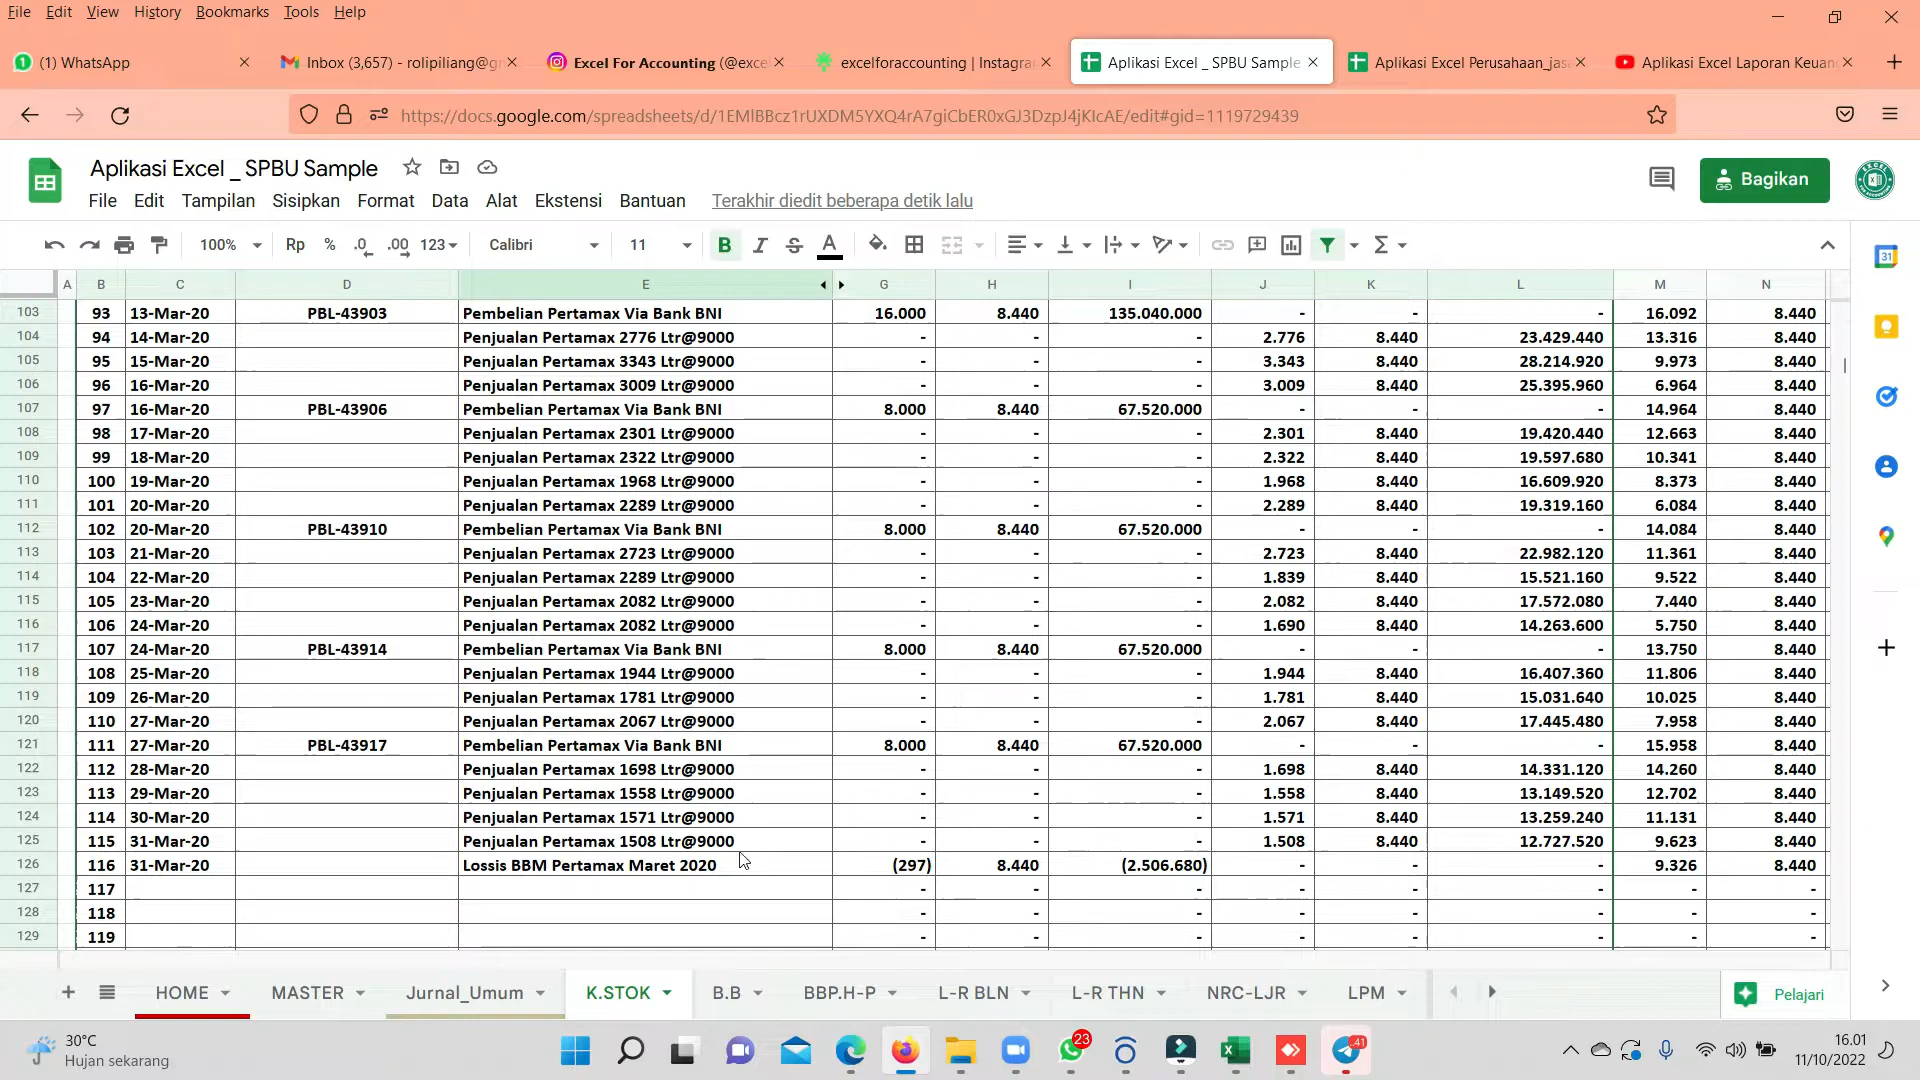 File Edit View History Bookmarks Tools Help
(1) WhatsApp
Inbox (3,657) - rolipiliang@g
Excel For Accounting (@exce
excelforaccounting | Instagra
Aplikasi Excel _ SPBU Sample
Aplikasi Excel Perusahaan_jas
Aplikasi Excel Laporan Keuan
https://docs.google.com/spreadsheets/d/1EMlBBcz1rUXDM5YXQ4rA7giCbER0xGJ3DzpJ4jKIcAE/edit#gid=1119729439
Aplikasi Excel _ SPBU Sample
Bagikan
File Edit Tampilan Sisipkan Format Data Alat Ekstensi Bantuan Terakhir diedit beberapa detik lalu
100% Rp % .0 .00 123 Calibri 11 B I S A
31
A B C D E G H I J K L M N
103 93 13-Mar-20 PBL-43903 Pembelian Pertamax Via Bank BNI 16.000 8.440 135.040.000 - - - 16.092 8.440
104 94 14-Mar-20 Penjualan Pertamax 2776 Ltr@9000 - - - 2.776 8.440 23.429.440 13.316 8.440
105 95 15-Mar-20 Penjualan Pertamax 3343 Ltr@9000 - - - 3.343 8.440 28.214.920 9.973 8.440
106 96 16-Mar-20 Penjualan Pertamax 3009 Ltr@9000 - - - 3.009 8.440 25.395.960 6.964 8.440
107 97 16-Mar-20 PBL-43906 Pembelian Pertamax Via Bank BNI 8.000 8.440 67.520.000 - - - 14.964 8.440
108 98 17-Mar-20 Penjualan Pertamax 2301 Ltr@9000 - - - 2.301 8.440 19.420.440 12.663 8.440
109 99 18-Mar-20 Penjualan Pertamax 2322 Ltr@9000 - - - 2.322 8.440 19.597.680 10.341 8.440
110 100 19-Mar-20 Penjualan Pertamax 1968 Ltr@9000 - - - 1.968 8.440 16.609.920 8.373 8.440
111 101 20-Mar-20 Penjualan Pertamax 2289 Ltr@9000 - - - 2.289 8.440 19.319.160 6.084 8.440
112 102 20-Mar-20 PBL-43910 Pembelian Pertamax Via Bank BNI 8.000 8.440 67.520.000 - - - 14.084 8.440
113 103 21-Mar-20 Penjualan Pertamax 2723 Ltr@9000 - - - 2.723 8.440 22.982.120 11.361 8.440
114 104 22-Mar-20 Penjualan Pertamax 2289 Ltr@9000 - - - 1.839 8.440 15.521.160 9.522 8.440
115 105 23-Mar-20 Penjualan Pertamax 2082 Ltr@9000 - - - 2.082 8.440 17.572.080 7.440 8.440
116 106 24-Mar-20 Penjualan Pertamax 2082 Ltr@9000 - - - 1.690 8.440 14.263.600 5.750 8.440
117 107 24-Mar-20 PBL-43914 Pembelian Pertamax Via Bank BNI 8.000 8.440 67.520.000 - - - 13.750 8.440
118 108 25-Mar-20 Penjualan Pertamax 1944 Ltr@9000 - - - 1.944 8.440 16.407.360 11.806 8.440
119 109 26-Mar-20 Penjualan Pertamax 1781 Ltr@9000 - - - 1.781 8.440 15.031.640 10.025 8.440
120 110 27-Mar-20 Penjualan Pertamax 2067 Ltr@9000 - - - 2.067 8.440 17.445.480 7.958 8.440
121 111 27-Mar-20 PBL-43917 Pembelian Pertamax Via Bank BNI 8.000 8.440 67.520.000 - - - 15.958 8.440
122 112 28-Mar-20 Penjualan Pertamax 1698 Ltr@9000 - - - 1.698 8.440 14.331.120 14.260 8.440
123 113 29-Mar-20 Penjualan Pertamax 1558 Ltr@9000 - - - 1.558 8.440 13.149.520 12.702 8.440
124 114 30-Mar-20 Penjualan Pertamax 1571 Ltr@9000 - - - 1.571 8.440 13.259.240 11.131 8.440
125 115 31-Mar-20 Penjualan Pertamax 1508 Ltr@9000 - - - 1.508 8.440 12.727.520 9.623 8.440
126 116 31-Mar-20 Lossis BBM Pertamax Maret 2020 (297) 8.440 (2.506.680) - - - 9.326 8.440
127 117 - - - - - - - -
128 118 - - - - - - - -
129 119 - - - - - - - -
HOME MASTER Jurnal_Umum K.STOK B.B BBP.H-P L-R BLN L-R THN NRC-LJR LPM Pelajari
30°C
Hujan sekarang
23
41
16.01
11/10/2022